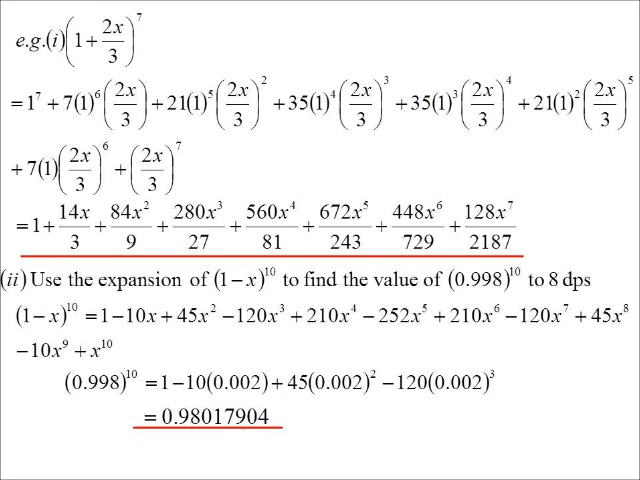 e.g.(i)(1 + 2x/3)^7
= 1^7 + 7(1)^6(2x/3) + 21(1)^5(2x/3)^2 + 35(1)^4(2x/3)^3 + 35(1)^3(2x/3)^4 + 21(1)^2(2x/3)^5
+ 7(1)(2x/3)^6 + (2x/3)^7
= 1 + 14x/3 + 84x^2/9 + 280x^3/27 + 560x^4/81 + 672x^5/243 + 448x^6/729 + 128x^7/2187
(ii) Use the expansion of (1 − x)^10 to find the value of (0.998)^10 to 8 dps
(1 − x)^10 = 1 − 10x + 45x^2 − 120x^3 + 210x^4 − 252x^5 + 210x^6 − 120x^7 + 45x^8
− 10x^9 + x^10
(0.998)^10 = 1 − 10(0.002) + 45(0.002)^2 − 120(0.002)^3
= 0.98017904